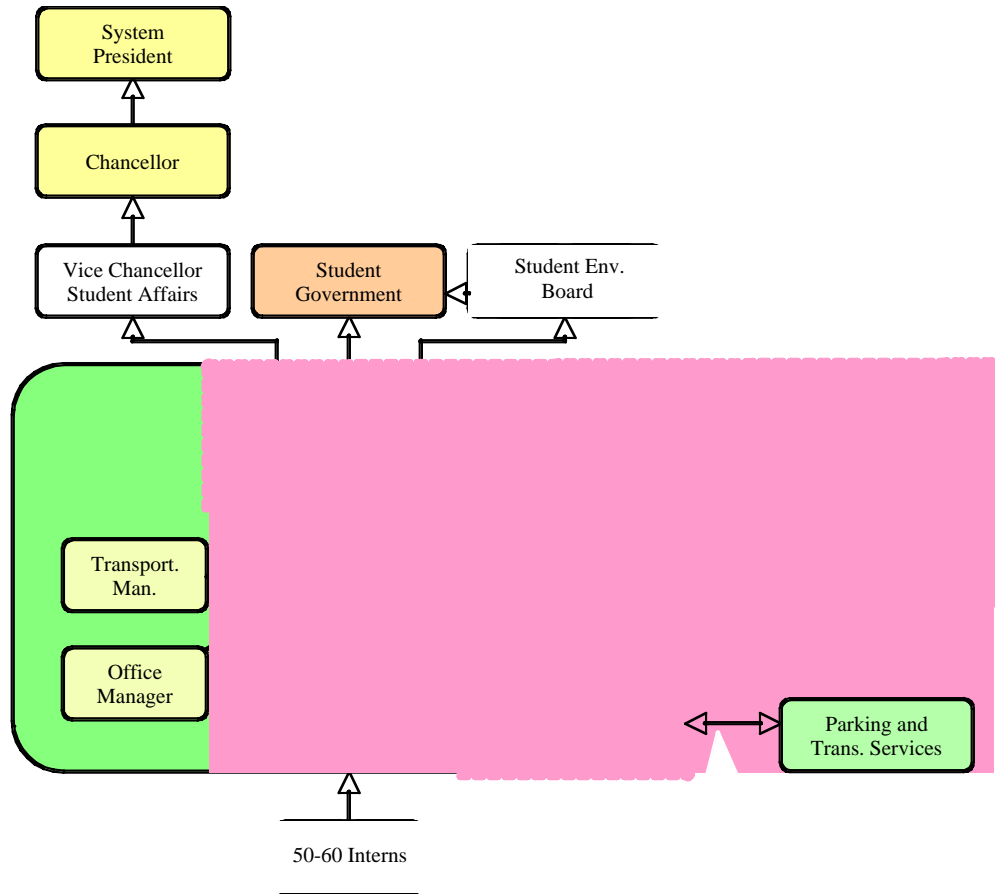 System
President
Chancellor
Vice Chancellor
Student Affairs
Student
Government
Student Env.
Board
Transport.
Man.
Office
Manager
Parking and
Trans. Services
50-60 Interns